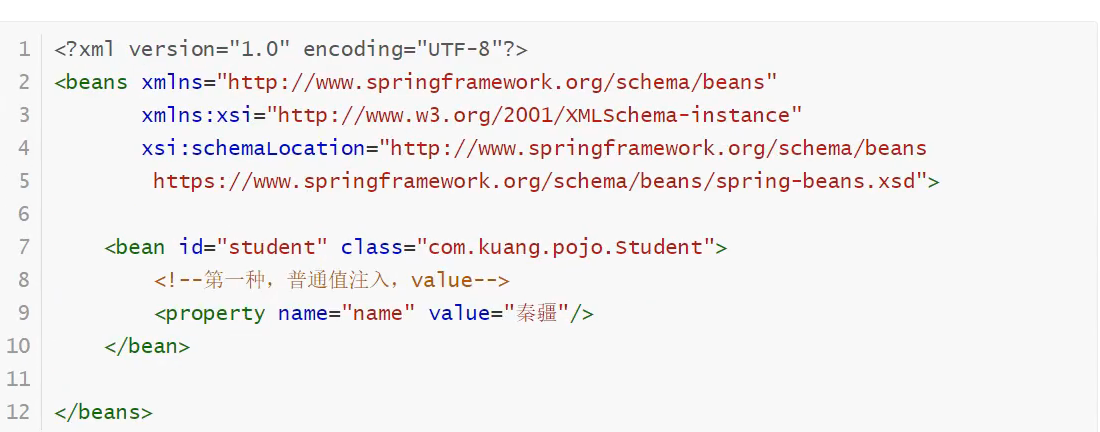 1 <?xml version="1.0" encoding="UTF-8"?>
2 <beans xmlns="http://www.springframework.org/schema/beans"
3 xmlns:xsi="http://www.w3.org/2001/XMLSchema-instance"
4 xsi:schemaLocation="http://www.springframework.org/schema/beans
5 https://www.springframework.org/schema/beans/spring-beans.xsd">
6
7 <bean id="student" class="com.kuang.pojo.Student">
8 <!--第一种，普通值注入，value-->
9 <property name="name" value="秦疆"/>
10 </bean>
11
12 </beans>